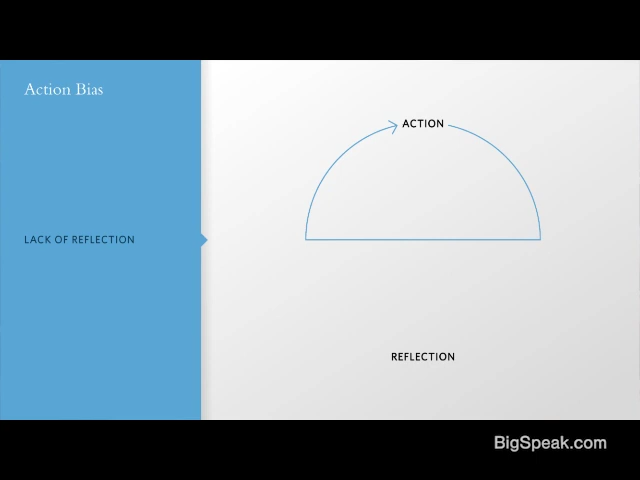 Action Bias
ACTION
LACK OF REFLECTION
REFLECTION
BigSpeak.com